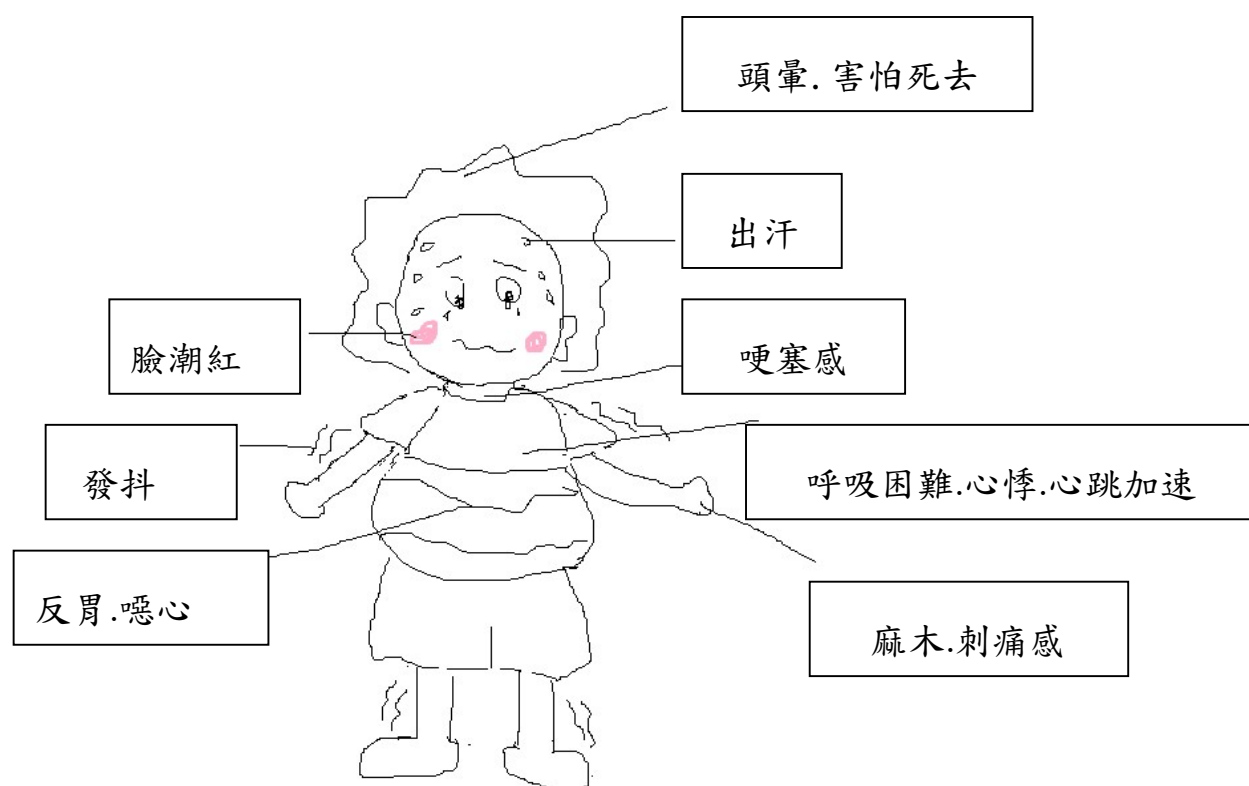 頭暈. 害怕死去
出汗
臉潮紅
哽塞感
發抖
呼吸困難.心悸.心跳加速
反胃.噁心
麻木.刺痛感